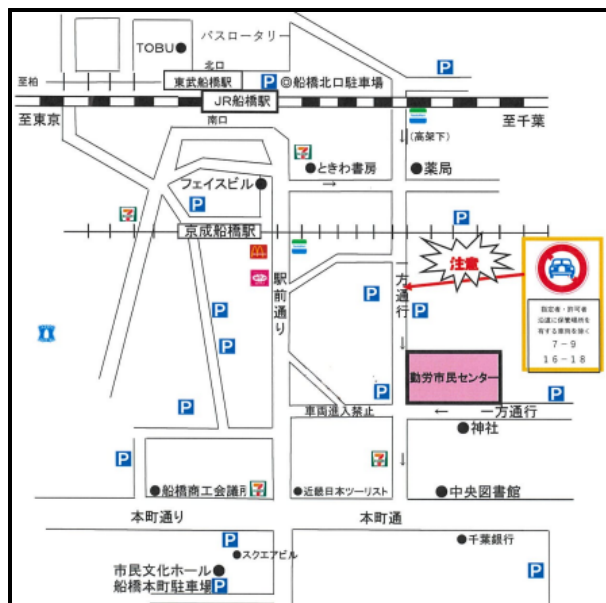 TOBU●
バスロータリー
北口
至柏
東武船橋駅
P ◎船橋北口駐車場
P
JR船橋駅
至東京
南口
至千葉
↓ ↓(高架下)
●ときわ書房
→
●薬局
フェイスビル●
P
P
P
京成船橋駅
注意
駅前通り
一方通行
指定車・許可車
沿道に保管場所を
有する車両を除く
7-9
16-18
P
P
P
P
↓
勤労市民センター
P
P
P
車両進入禁止
← ← 一方通行
●神社
P
↓
●船橋商工会議所
●近畿日本ツーリスト
●中央図書館
本町通り
本町通
P
●スクエアビル
●千葉銀行
市民文化ホール●
船橋本町駐車場P
P